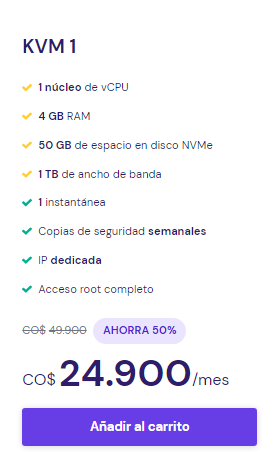 KVM 1
1 núcleo de vCPU
4 GB RAM
50 GB de espacio en disco NVMe
1 TB de ancho de banda
1 instantánea
Copias de seguridad semanales
IP dedicada
Acceso root completo
CO$ 49.900 AHORRA 50%
CO$ 24.900/mes
Añadir al carrito